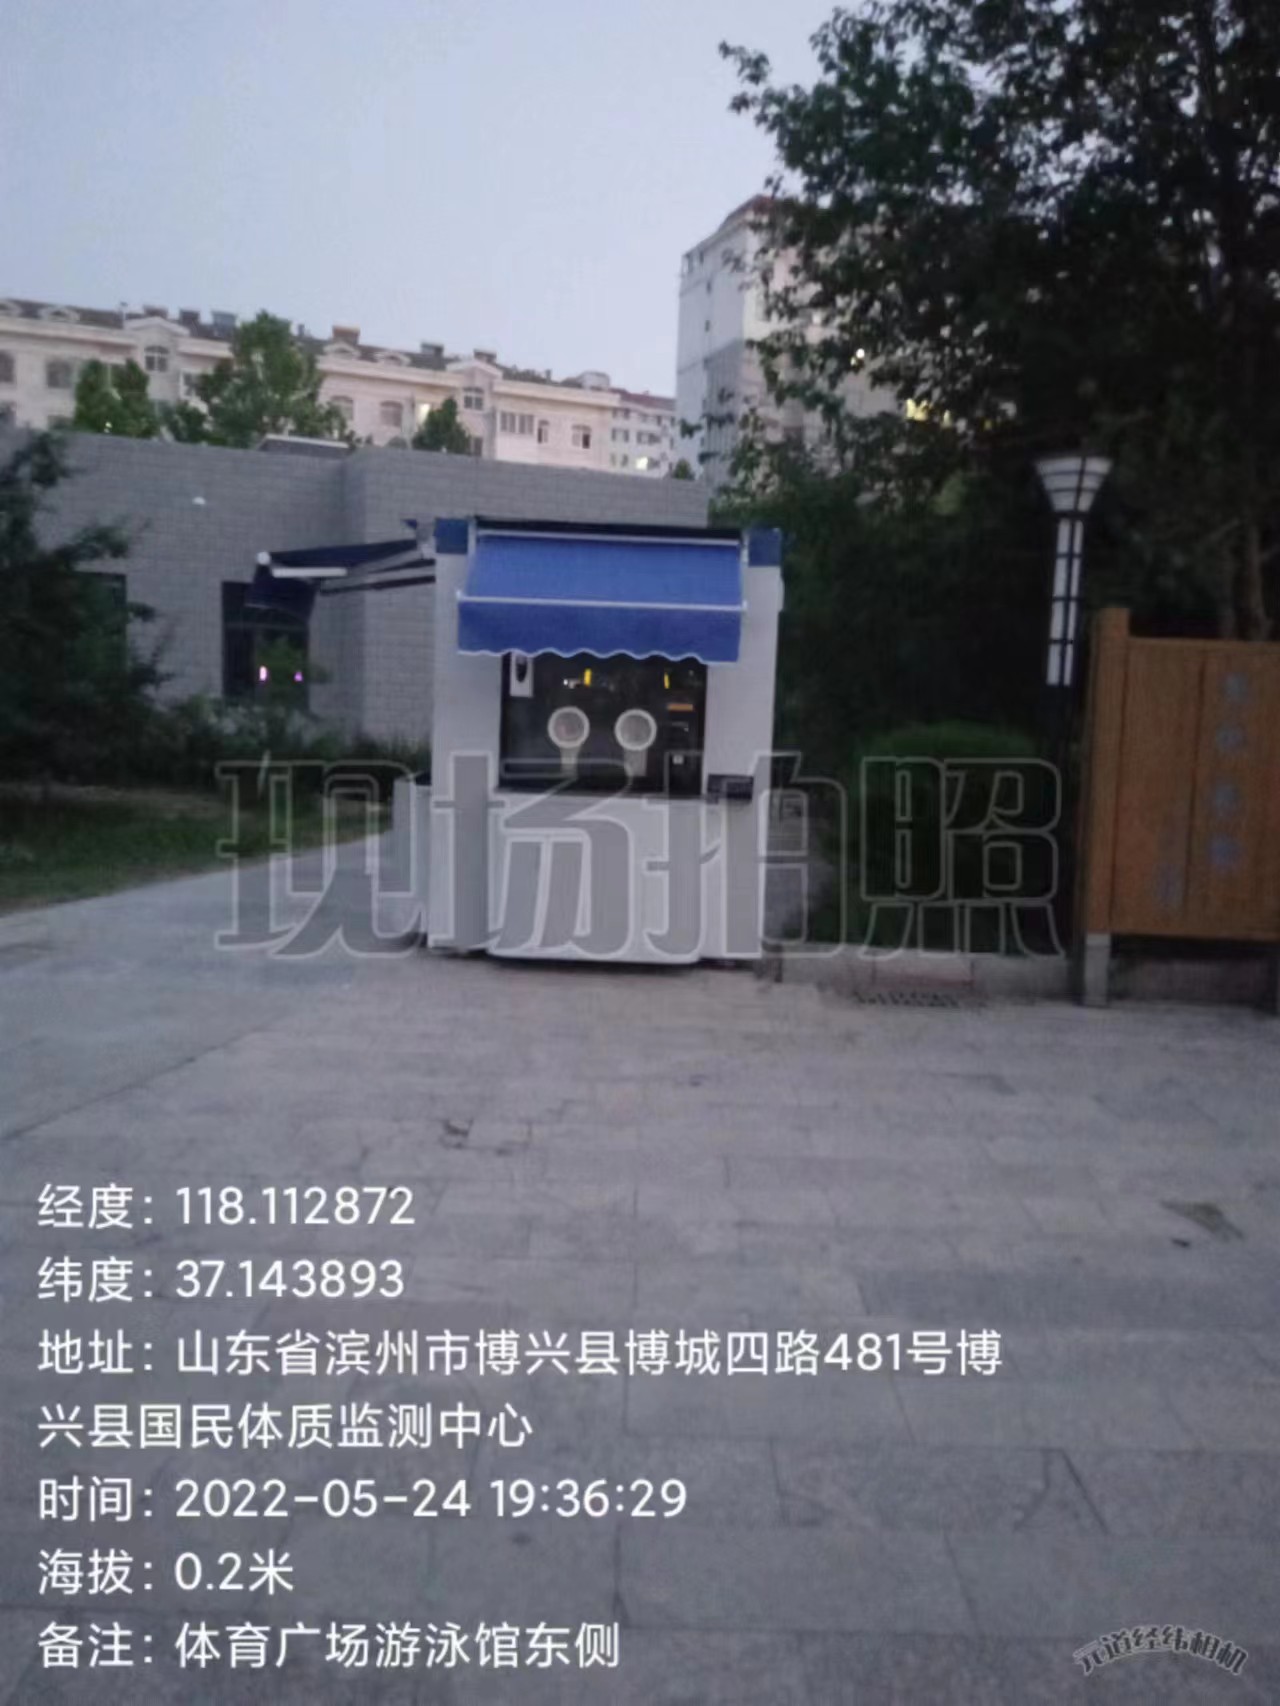 现场拍照
经度：118.112872
纬度：37.143893
地址：山东省滨州市博兴县博城四路481号博
兴县国民体质监测中心
时间：2022-05-24 19:36:29
海拔：0.2米
备注：体育广场游泳馆东侧
元道经纬相机